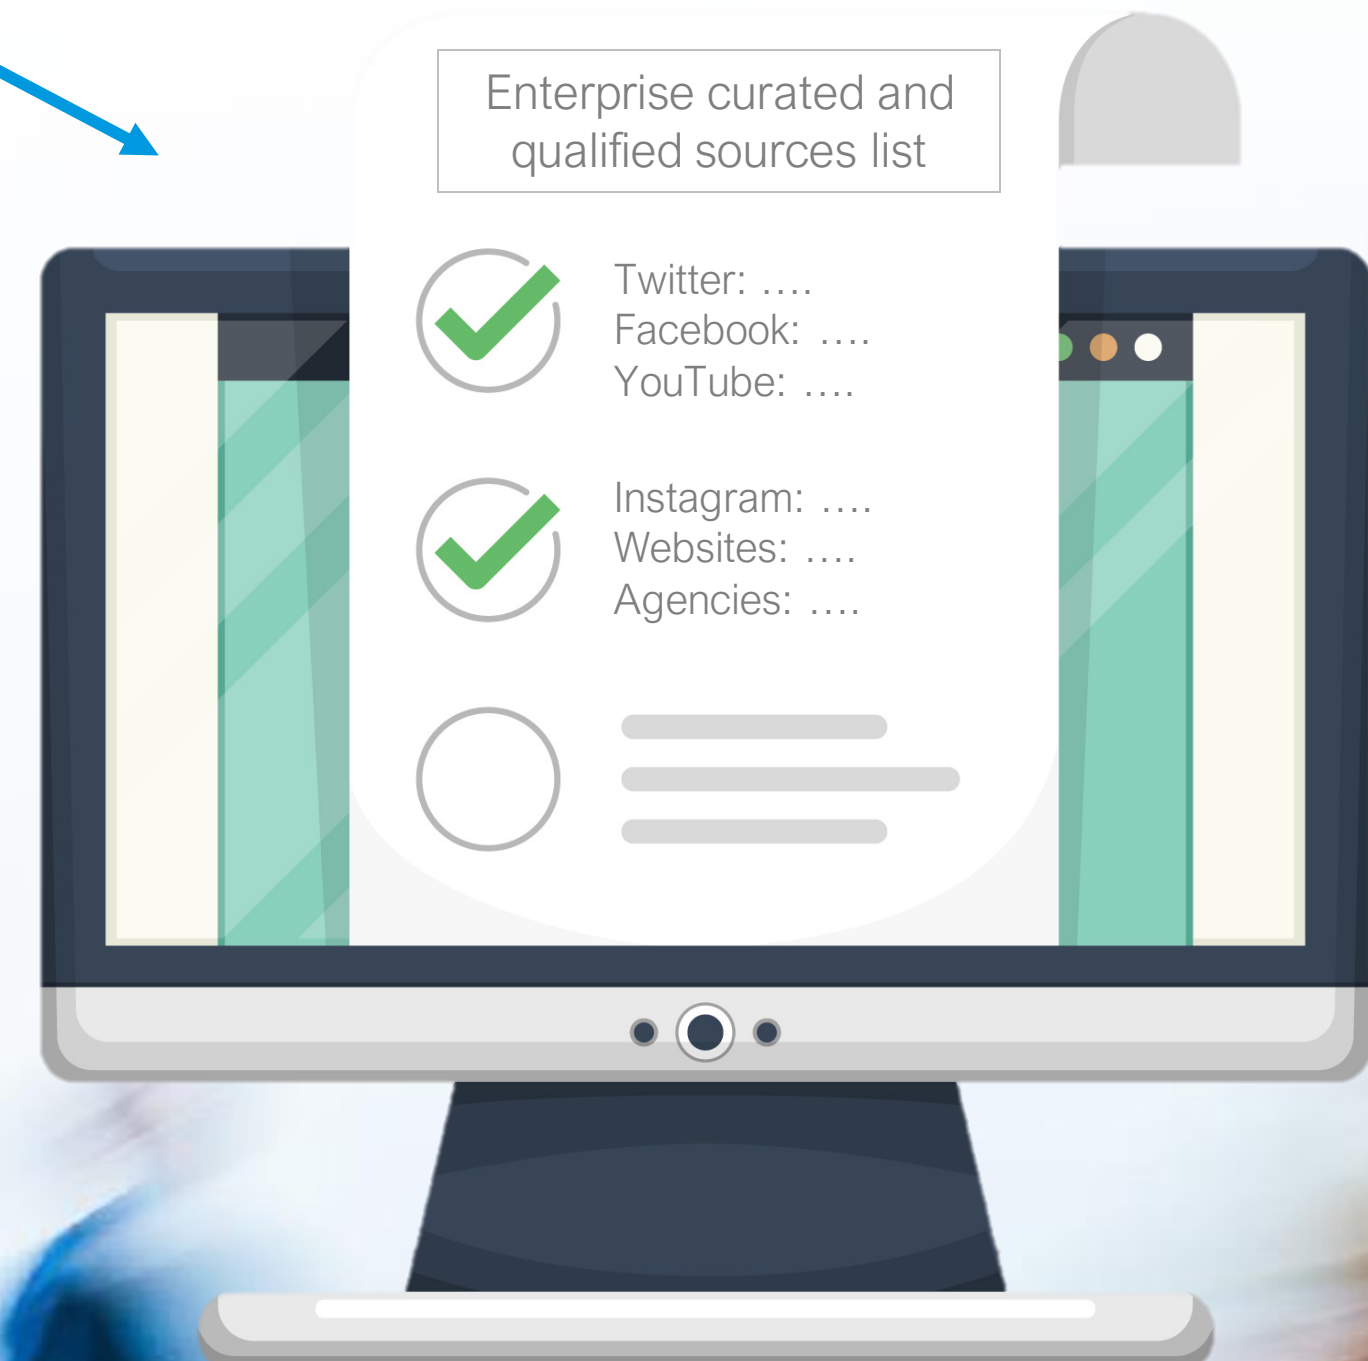 Enterprise curated and
qualified sources list
Twitter: ....
Facebook: ....
YouTube: ....
Instagram: ....
Websites: ....
Agencies: ....